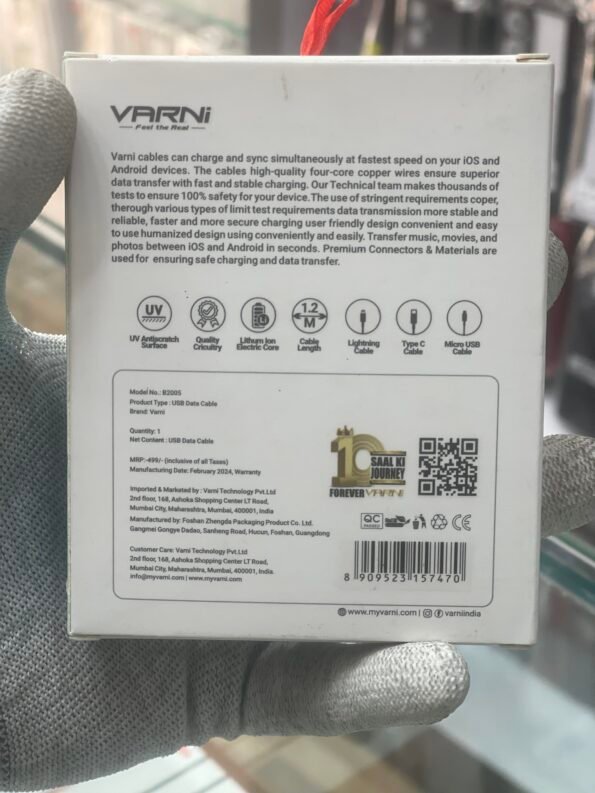 VARNi
Feel the Real
Varni cables can charge and sync simultaneously at fastest speed on your iOS and
Android devices. The cables high-quality four-core copper wires ensure superior
data transfer with fast and stable charging. Our Technical team makes thousands of
tests to ensure 100% safety for your device.The use of stringent requirements coper,
therough various types of limit test requirements data transmission more stable and
reliable, faster and more secure charging user friendly design convenient and easy
to use humanized design using conveniently and easily. Transfer music, movies, and
photos between iOS and Android in seconds. Premium Connectors & Materials are
used for ensuring safe charging and data transfer.
UV
1.2
M
UV Antiscratch
Surface
Quality
Cricultry
Lithum Ion
Electric Core
Cable
Length
Lightning
Cable
Type C
Cable
Micro USB
Cable
Model No.: B2005
Product Type : USB Data Cable
Brand: Varni
Quantity: 1
Net Content : USB Data Cable
MRP:-499/- (inclusive of all Taxes)
Manufacturing Date: February 2024, Warranty
Imported & Markated by : Varni Technology Pvt.Ltd
2nd floor, 168, Ashoka Shopping Center LT Road,
Mumbai City, Maharashtra, Mumbai, 400001, India
Manufactured by: Foshan Zhengda Packaging Product Co. Ltd.
Gangmei Gongye Dadao, Sanheng Road, Hucun, Foshan, Guangdong
Customer Care: Varni Technology Pvt.Ltd
2nd floor, 168, Ashoka Shopping Center LT Road,
Mumbai City, Maharashtra, Mumbai, 400001, India.
info@myvarni.com | www.myvarni.com
10
SAAL KI
JOURNEY
FOREVER VARNi
QC
PASSED
CE
8 909523 157470
www.myvarni.com | varniindia